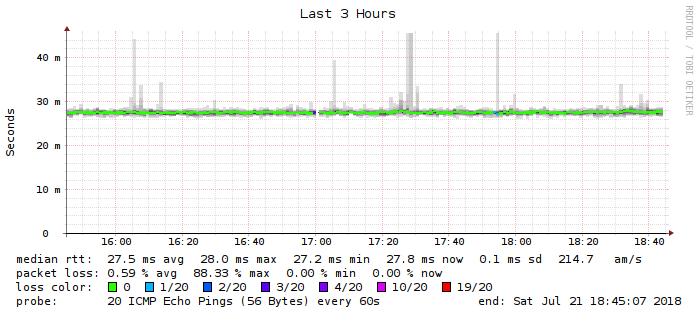 Last 3 Hours
RRDTOOL / TOBI OETIKER
Seconds
40 m
30 m
20 m
10 m
0
16:00 16:20 16:40 17:00 17:20 17:40 18:00 18:20 18:40
median rtt: 27.5 ms avg 28.0 ms max 27.2 ms min 27.8 ms now 0.1 ms sd 214.7 am/s
packet loss: 0.59 % avg 88.33 % max 0.00 % min 0.00 % now
loss color: 0 1/20 2/20 3/20 4/20 10/20 19/20
probe: 20 ICMP Echo Pings (56 Bytes) every 60s end: Sat Jul 21 18:45:07 2018